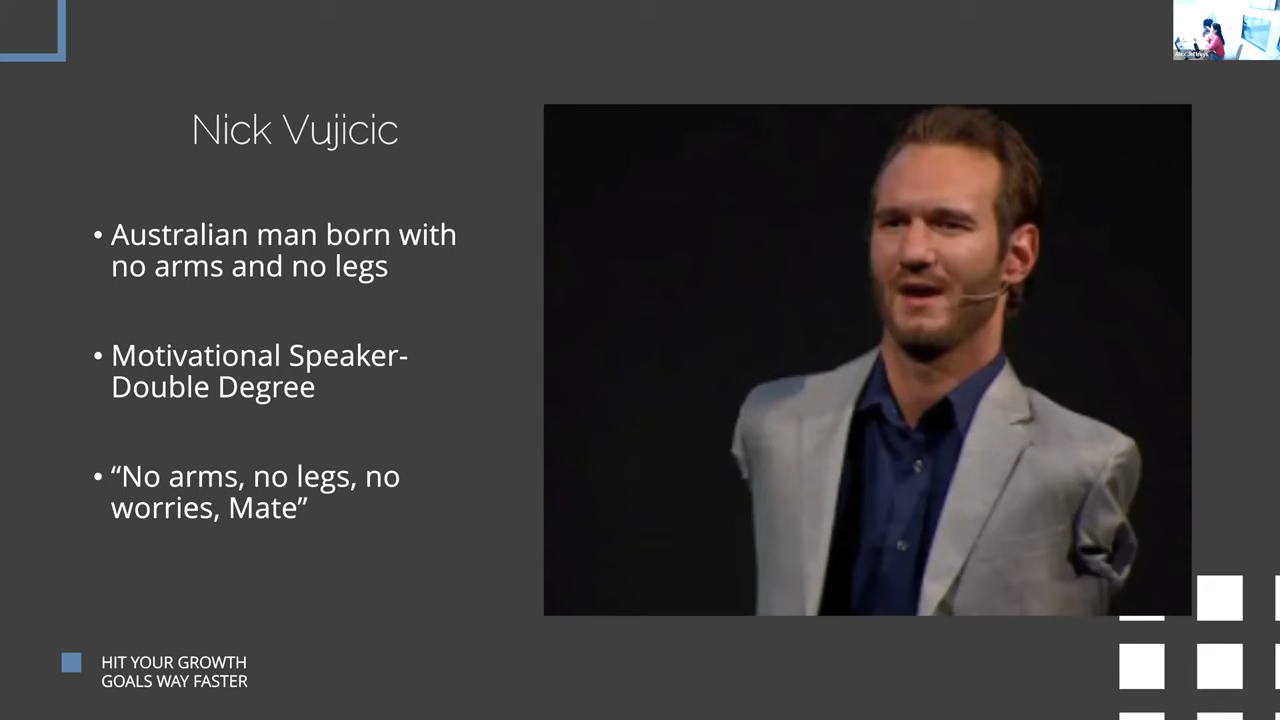 Nick Vujicic
• Australian man born with
no arms and no legs
• Motivational Speaker-
Double Degree
• “No arms, no legs, no
worries, Mate”
HIT YOUR GROWTH
GOALS WAY FASTER